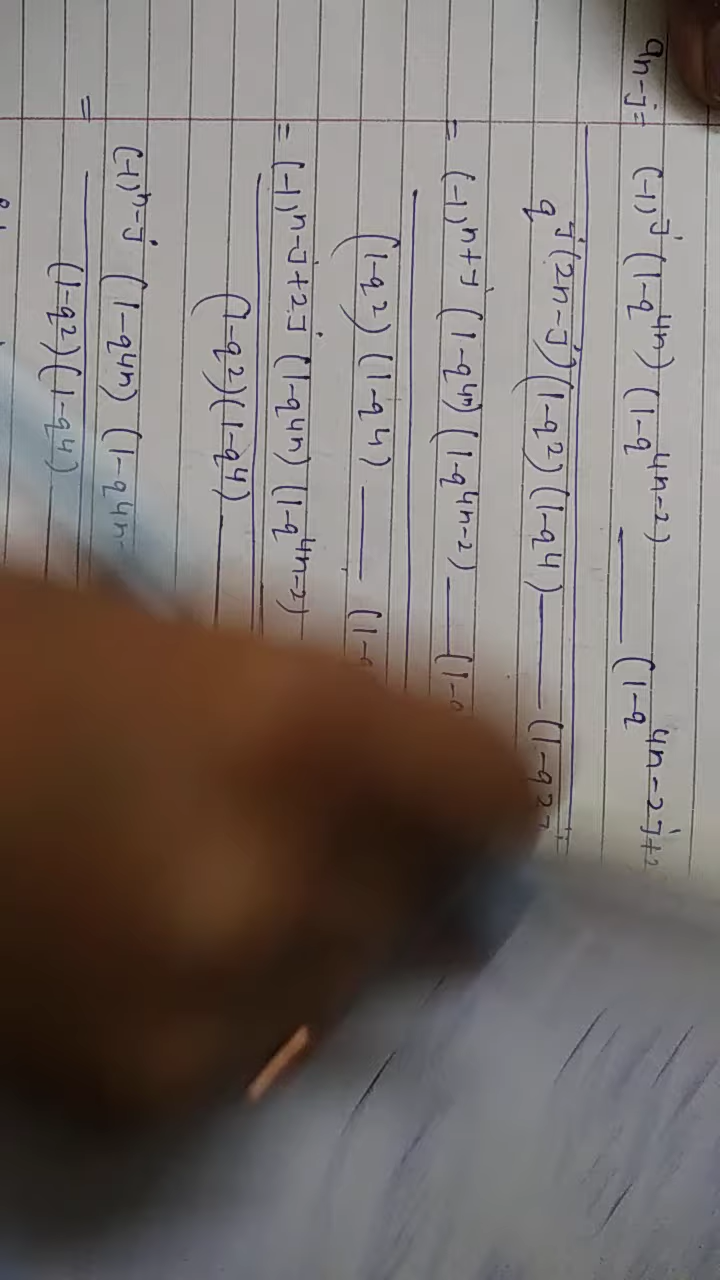 a_{n-j} = (-1)^j (1-q^{4n}) (1-q^{4n-2}) —— (1-q^{4n-2j+2}
q^{j(2n-j)} (1-q^2) (1-q^4) —— (1-q^{2j}
= (-1)^{n+j} (1-q^{4n}) (1-q^{4n-2}) —— (1-
(1-q^2) (1-q^4) —— (1-q
= (-1)^{n-j+2j} (1-q^{4n}) (1-q^{4n-2})
(1-q^2) (1-q^4) ——
= (-1)^{n-j} (1-q^{4n}) (1-q^{4n-
(1-q^2) (1-q^4) ——